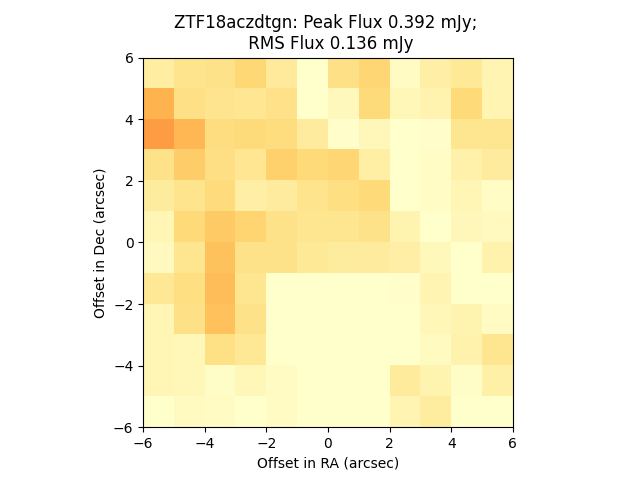 ZTF18aczdtgn: Peak Flux 0.392 mJy;
RMS Flux 0.136 mJy
6
4
2
0
−2
−4
−6
Offset in Dec (arcsec)
−6 −4 −2 0 2 4 6
Offset in RA (arcsec)